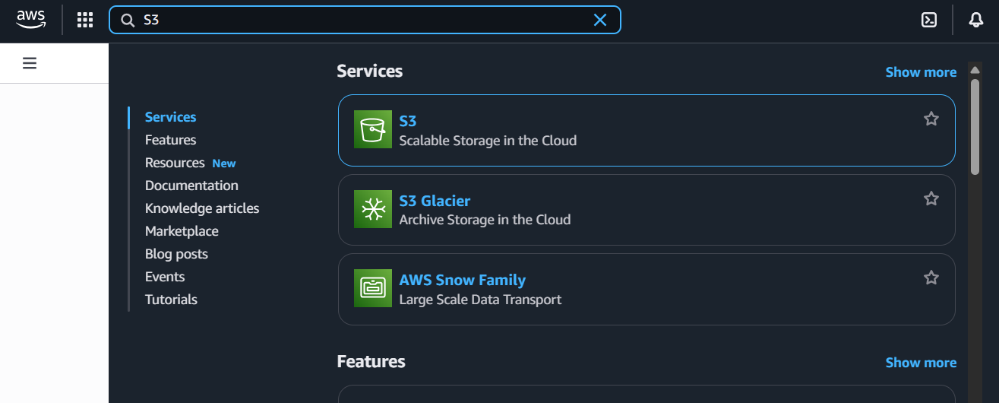 aws
S3
Services
Features
Resources New
Documentation
Knowledge articles
Marketplace
Blog posts
Events
Tutorials
Services Show more
S3
Scalable Storage in the Cloud
S3 Glacier
Archive Storage in the Cloud
AWS Snow Family
Large Scale Data Transport
Features Show more